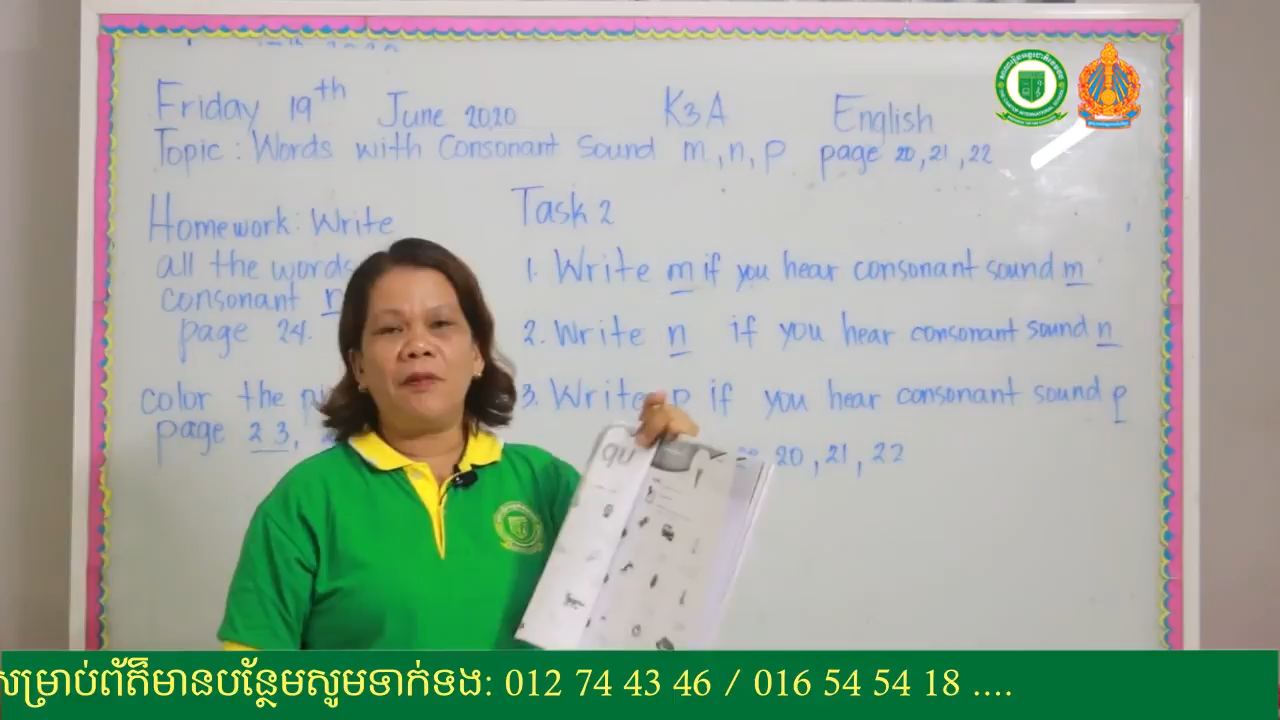 Friday 19th June 2020 K3A English
Topic: Words with Consonant Sound m, n, p page 20, 21, 22
Homework: Write
all the words
consonant n
page 24.
color the
page 23,
Task 2
1. Write m if you hear consonant sound m
2. Write n if you hear consonant sound n
3. Write p if you hear consonant sound p
20, 21, 22
qu
សម្រាប់ព័ត៌មានបន្ថែមសូមទាក់ទង: 012 74 43 46 / 016 54 54 18 ....